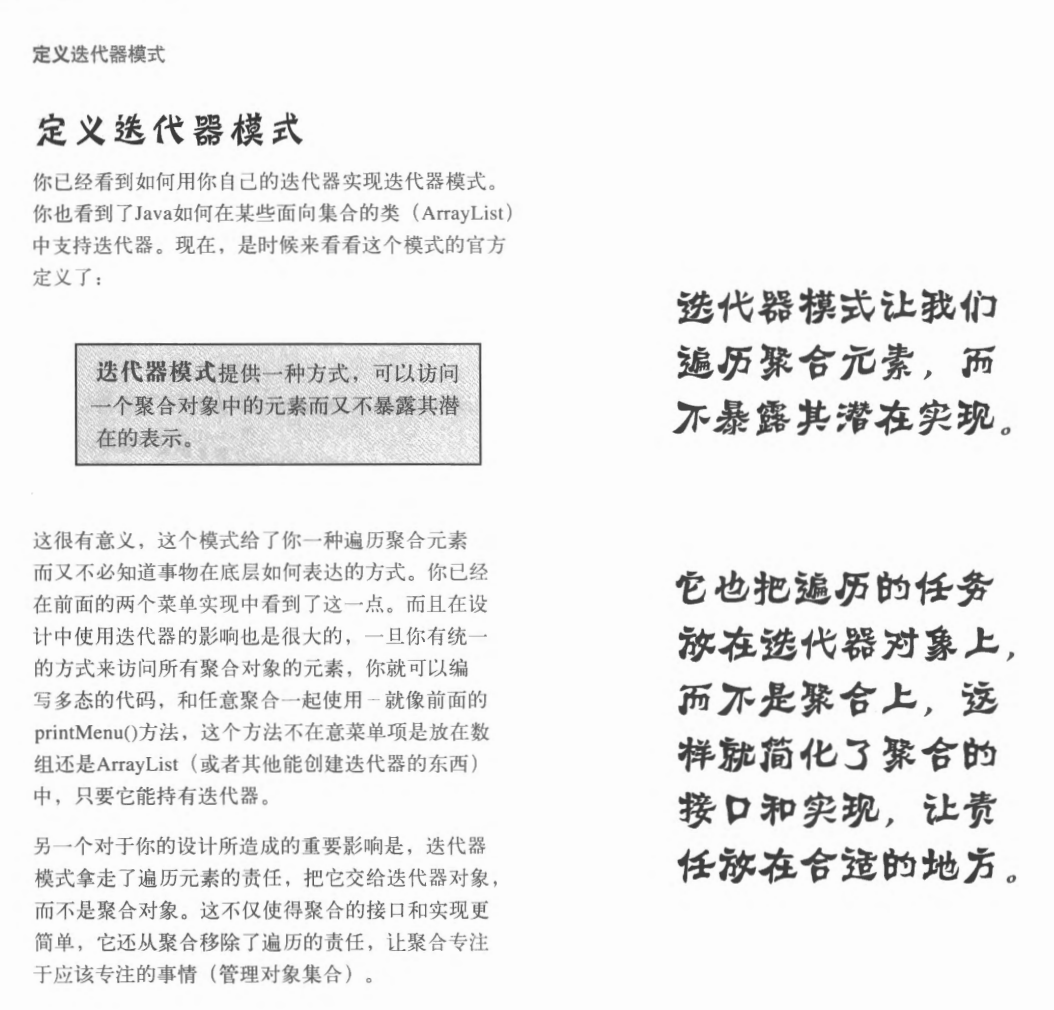 定义迭代器模式
定义迭代器模式
你已经看到如何用你自己的迭代器实现迭代器模式。
你也看到了Java如何在某些面向集合的类（ArrayList）
中支持迭代器。现在，是时候来看看这个模式的官方
定义了：
迭代器模式提供一种方式，可以访问
一个聚合对象中的元素而又不暴露其潜
在的表示。
这很有意义，这个模式给了你一种遍历聚合元素
而又不必知道事物在底层如何表达的方式。你已经
在前面的两个菜单实现中看到了这一点。而且在设
计中使用迭代器的影响也是很大的，一旦你有统一
的方式来访问所有聚合对象的元素，你就可以编
写多态的代码，和任意聚合一起使用－就像前面的
printMenu()方法，这个方法不在意菜单项是放在数
组还是ArrayList（或者其他能创建迭代器的东西）
中，只要它能持有迭代器。
另一个对于你的设计所造成的重要影响是，迭代器
模式拿走了遍历元素的责任，把它交给迭代器对象，
而不是聚合对象。这不仅使得聚合的接口和实现更
简单，它还从聚合移除了遍历的责任，让聚合专注
于应该专注的事情（管理对象集合）。
迭代器模式让我们
遍历聚合元素，而
不暴露其潜在实现。
它也把遍历的任务
放在迭代器对象上，
而不是聚合上，这
样就简化了聚合的
接口和实现，让责
任放在合适的地方。